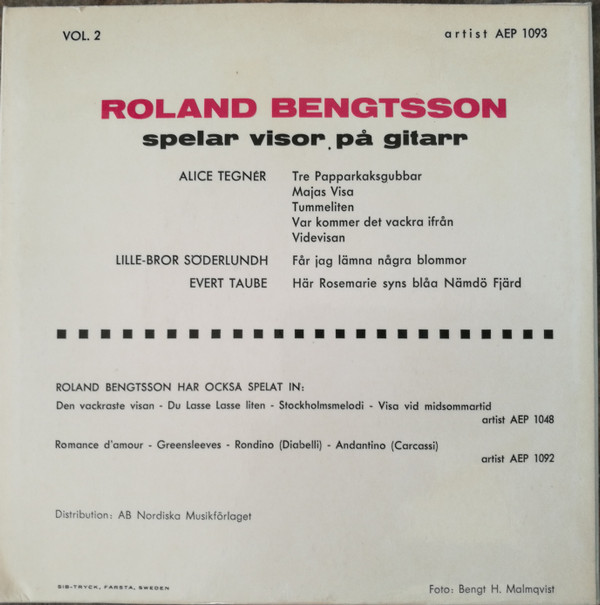 VOL. 2 artist AEP 1093
ROLAND BENGTSSON
spelar visor på gitarr
ALICE TEGNÉR Tre Papparkaksgubbar
Majas Visa
Tummeliten
Var kommer det vackra ifrån
Videvisan
LILLE-BROR SÖDERLUNDH Får jag lämna några blommor
EVERT TAUBE Här Rosemarie syns blåa Nämdö Fjärd
ROLAND BENGTSSON HAR OCKSA SPELAT IN:
Den vackraste visan - Du Lasse Lasse liten - Stockholmsmelodi - Visa vid midsommartid
artist AEP 1048
Romance d'amour - Greensleeves - Rondino (Diabelli) - Andantino (Carcassi)
artist AEP 1092
Distribution: AB Nordiska Musikförlaget
SIB-TRYCK, FARSTA, SWEDEN Foto: Bengt H. Malmqvist